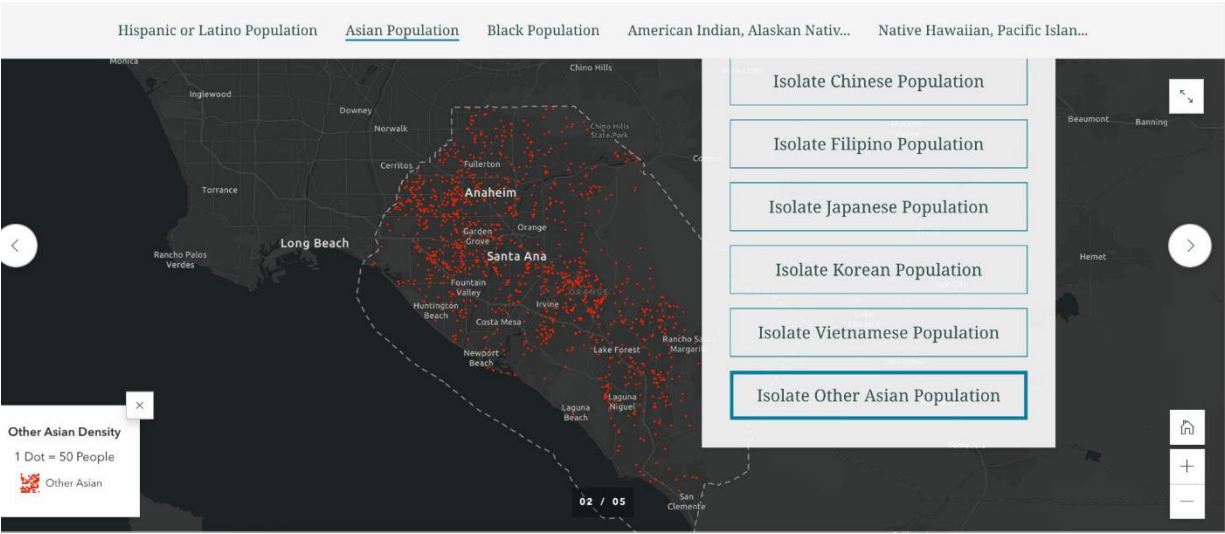 Hispanic or Latino Population
Asian Population
Black Population
American Indian, Alaskan Nativ...
Native Hawaiian, Pacific Islan...
Monica
Chino Hills
Inglewood
Downey
Norwalk
Chino Hills
State Park
Cerritos
Fullerton
Torrance
Anaheim
Garden
Grove
Orange
Long Beach
Santa Ana
Rancho Palos
Verdes
Fountain
Valley
ORANGE
Huntington
Beach
Irvine
Costa Mesa
Newport
Beach
Lake Forest
Rancho Sa
Margari
Laguna
Niguel
Laguna
Beach
San
Clemente
Beaumont
Banning
Hemet
Isolate Chinese Population
Isolate Filipino Population
Isolate Japanese Population
Isolate Korean Population
Isolate Vietnamese Population
Isolate Other Asian Population
Other Asian Density
1 Dot = 50 People
Other Asian
02 / 05